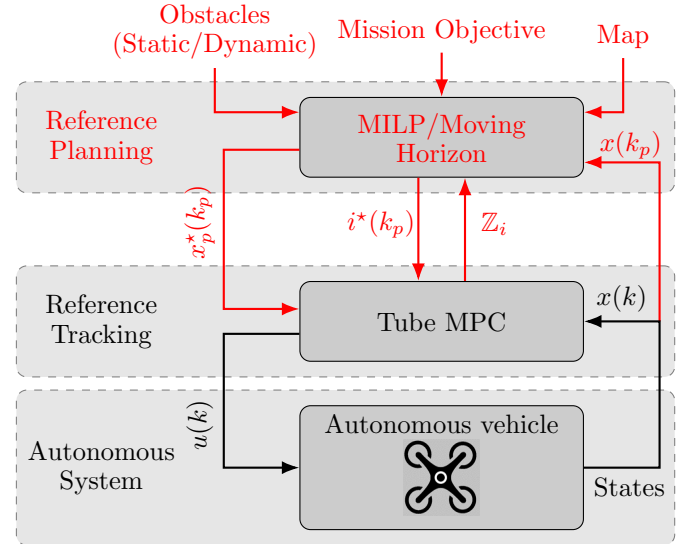 Obstacles
(Static/Dynamic)
Mission Objective
Map
Reference
Planning
MILP/Moving
Horizon
x(k_p)
x_p^⋆(k_p)
i^⋆(k_p)
ℤ_i
Reference
Tracking
Tube MPC
x(k)
u(k)
Autonomous
System
Autonomous vehicle
States